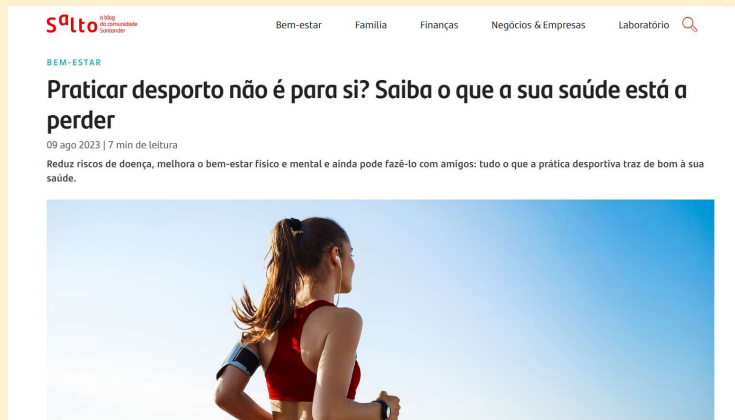 Salto o blog da comunidade Santander
Bem-estar Família Finanças Negócios & Empresas Laboratório
BEM-ESTAR
Praticar desporto não é para si? Saiba o que a sua saúde está a
perder
09 ago 2023 | 7 min de leitura
Reduz riscos de doença, melhora o bem-estar físico e mental e ainda pode fazê-lo com amigos: tudo o que a prática desportiva traz de bom à sua
saúde.